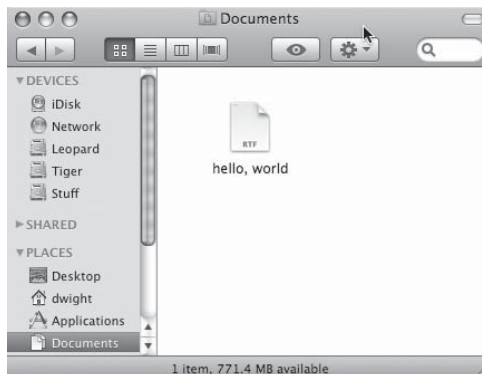 Documents
DEVICES
iDisk
Network
Leopard
Tiger
Stuff
SHARED
PLACES
Desktop
dwight
Applications
Documents
RTF
hello, world
1 item, 771.4 MB available